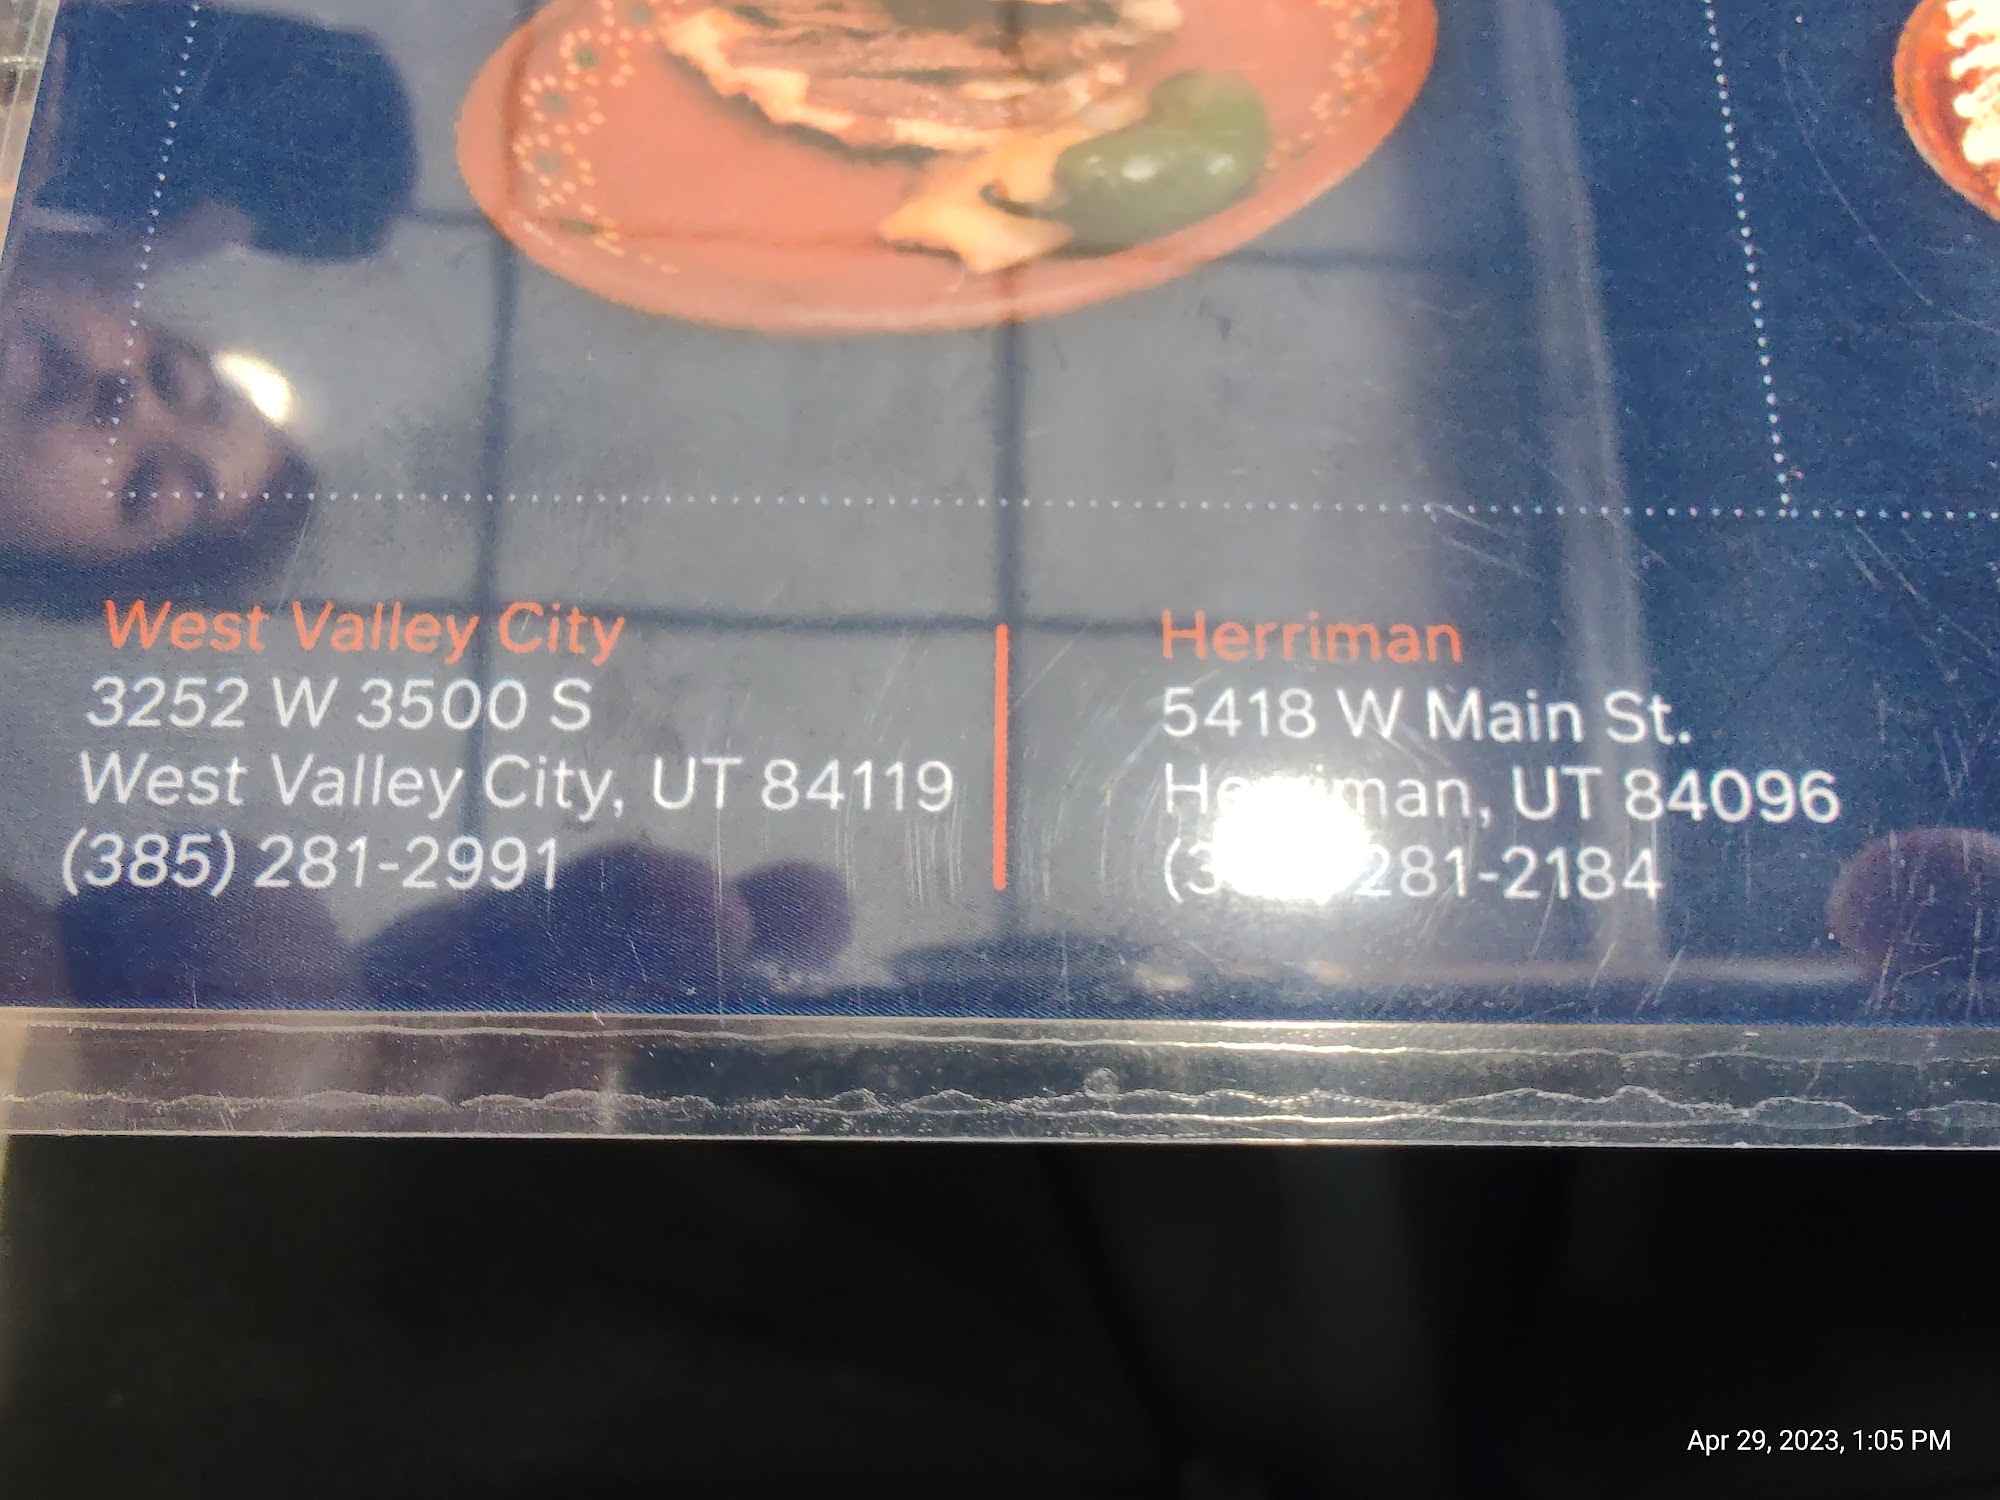 West Valley City
3252 W 3500 S
West Valley City, UT 84119
(385) 281-2991
Herriman
5418 W Main St.
Herriman, UT 84096
281-2184
Apr 29, 2023, 1:05 PM